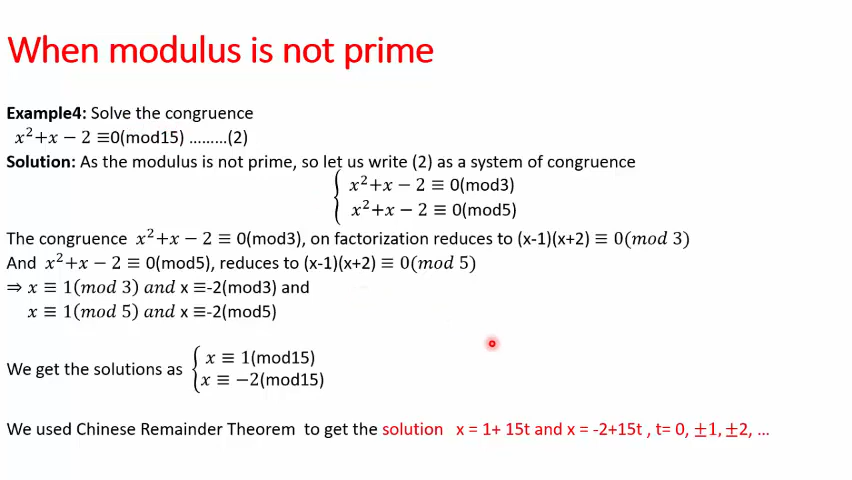 When modulus is not prime
Example4: Solve the congruence
x²+x − 2 ≡0(mod15) ………(2)
Solution: As the modulus is not prime, so let us write (2) as a system of congruence
x²+x − 2 ≡ 0(mod3)
x²+x − 2 ≡ 0(mod5)
The congruence x²+x − 2 ≡ 0(mod3), on factorization reduces to (x-1)(x+2) ≡ 0(mod 3)
And x²+x − 2 ≡ 0(mod5), reduces to (x-1)(x+2) ≡ 0(mod 5)
⇒ x ≡ 1(mod 3) and x ≡-2(mod3) and
x ≡ 1(mod 5) and x ≡-2(mod5)
We get the solutions as { x ≡ 1(mod15)
x ≡ −2(mod15)
We used Chinese Remainder Theorem to get the solution x = 1+ 15t and x = -2+15t , t= 0, ±1, ±2, …